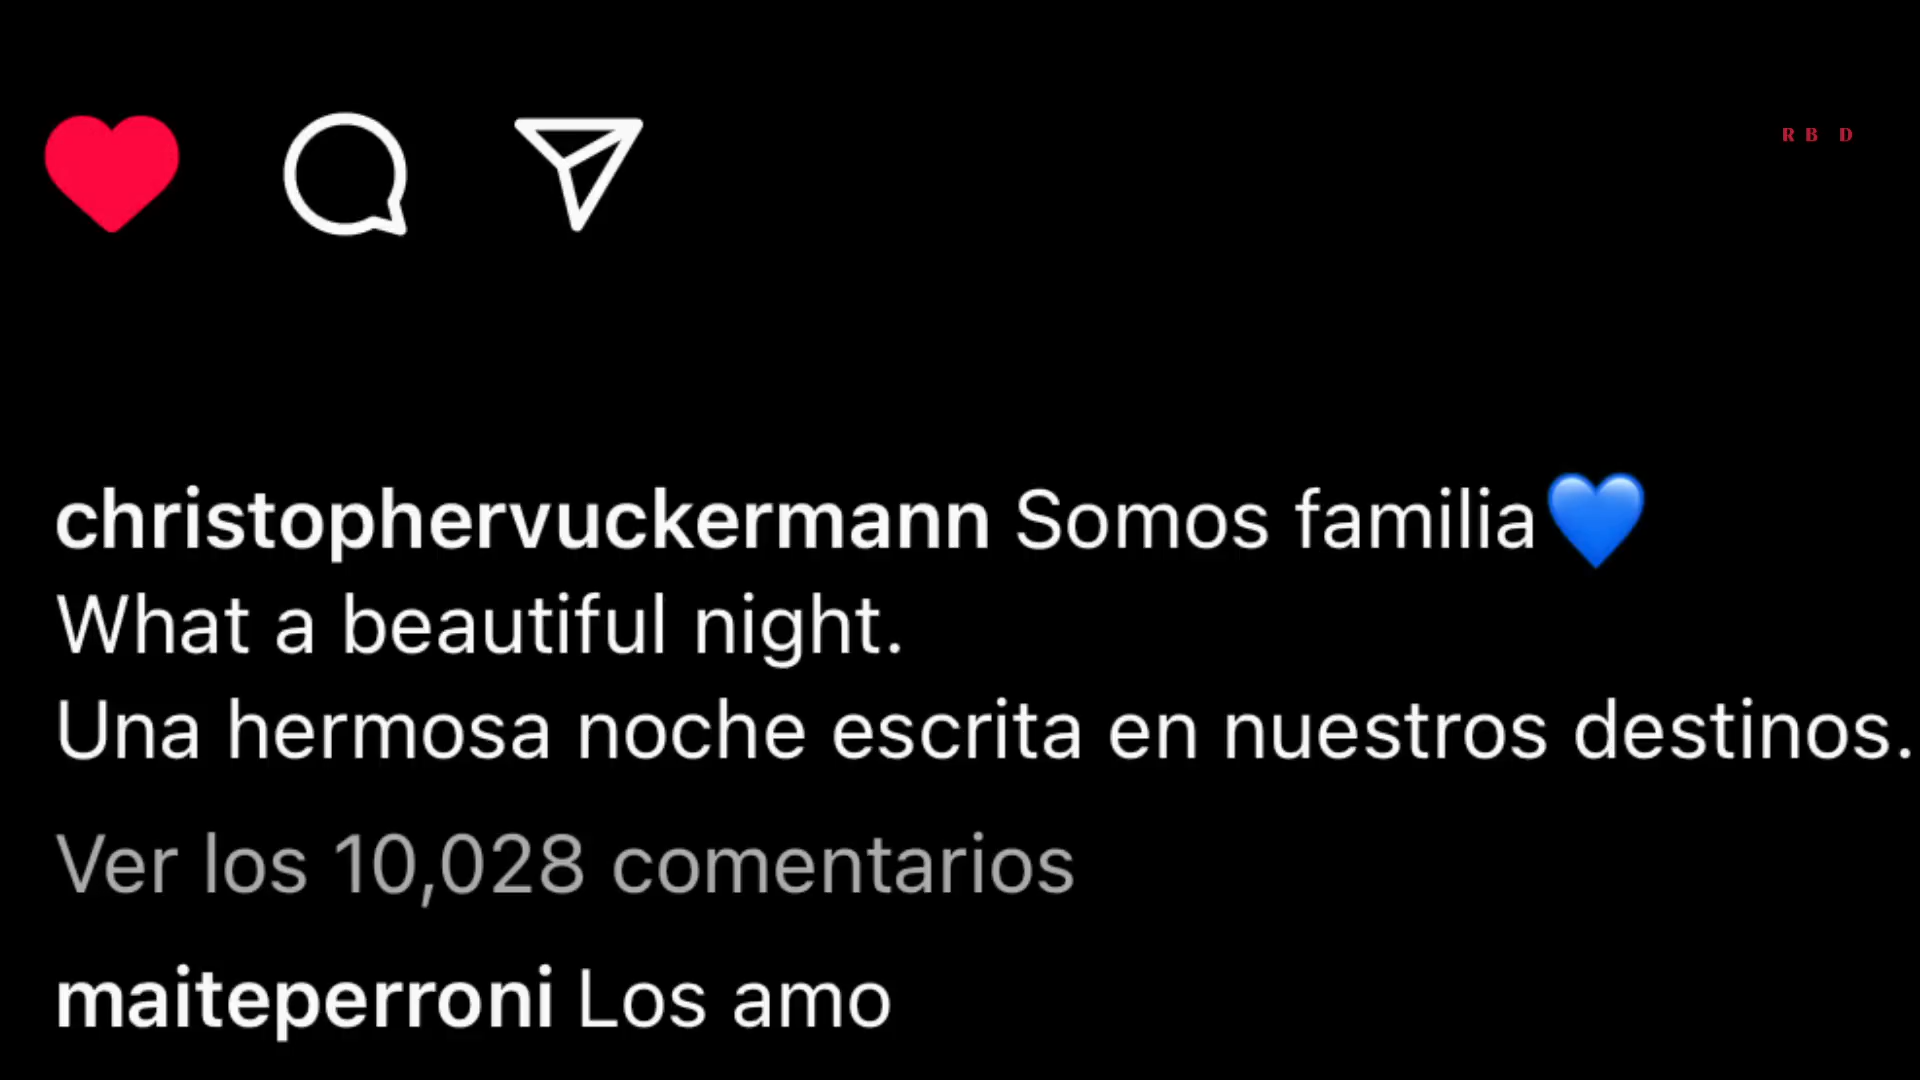 R B D
christophervuckermann Somos familia💙
What a beautiful night.
Una hermosa noche escrita en nuestros destinos.
Ver los 10,028 comentarios
maiteperroni Los amo